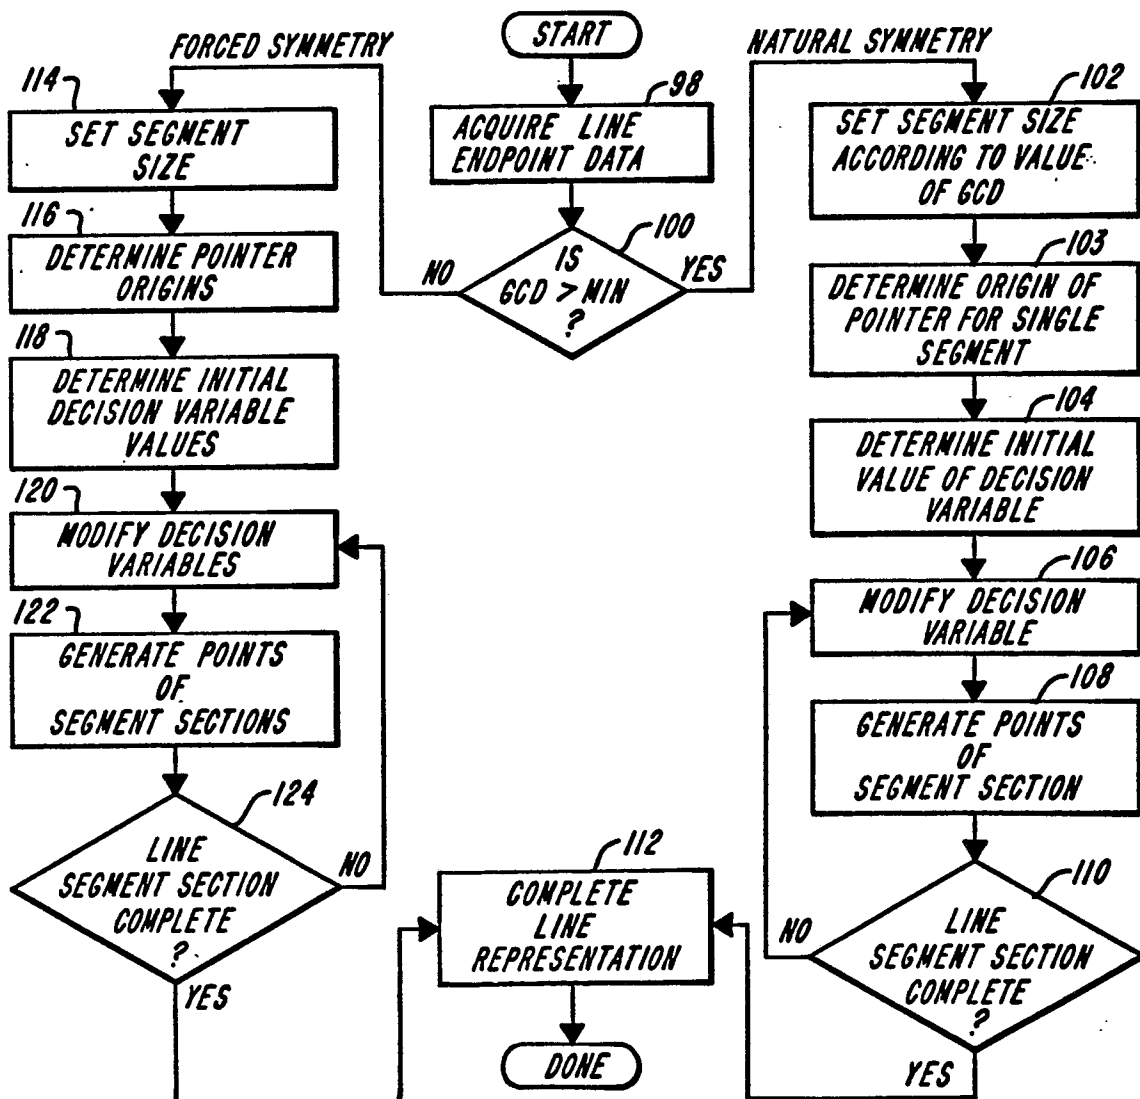 START
FORCED SYMMETRY
NATURAL SYMMETRY
98
ACQUIRE LINE
ENDPOINT DATA
100
IS
GCD > MIN
?
NO
YES
114
SET SEGMENT
SIZE
116
DETERMINE POINTER
ORIGINS
118
DETERMINE INITIAL
DECISION VARIABLE
VALUES
120
MODIFY DECISION
VARIABLES
122
GENERATE POINTS
OF
SEGMENT SECTIONS
124
LINE
SEGMENT SECTION
COMPLETE
?
NO
YES
102
SET SEGMENT SIZE
ACCORDING TO VALUE
OF GCD
103
DETERMINE ORIGIN OF
POINTER FOR SINGLE
SEGMENT
104
DETERMINE INITIAL
VALUE OF DECISION
VARIABLE
106
MODIFY DECISION
VARIABLE
108
GENERATE POINTS
OF
SEGMENT SECTION
110
LINE
SEGMENT SECTION
COMPLETE
?
NO
YES
112
COMPLETE
LINE
REPRESENTATION
DONE